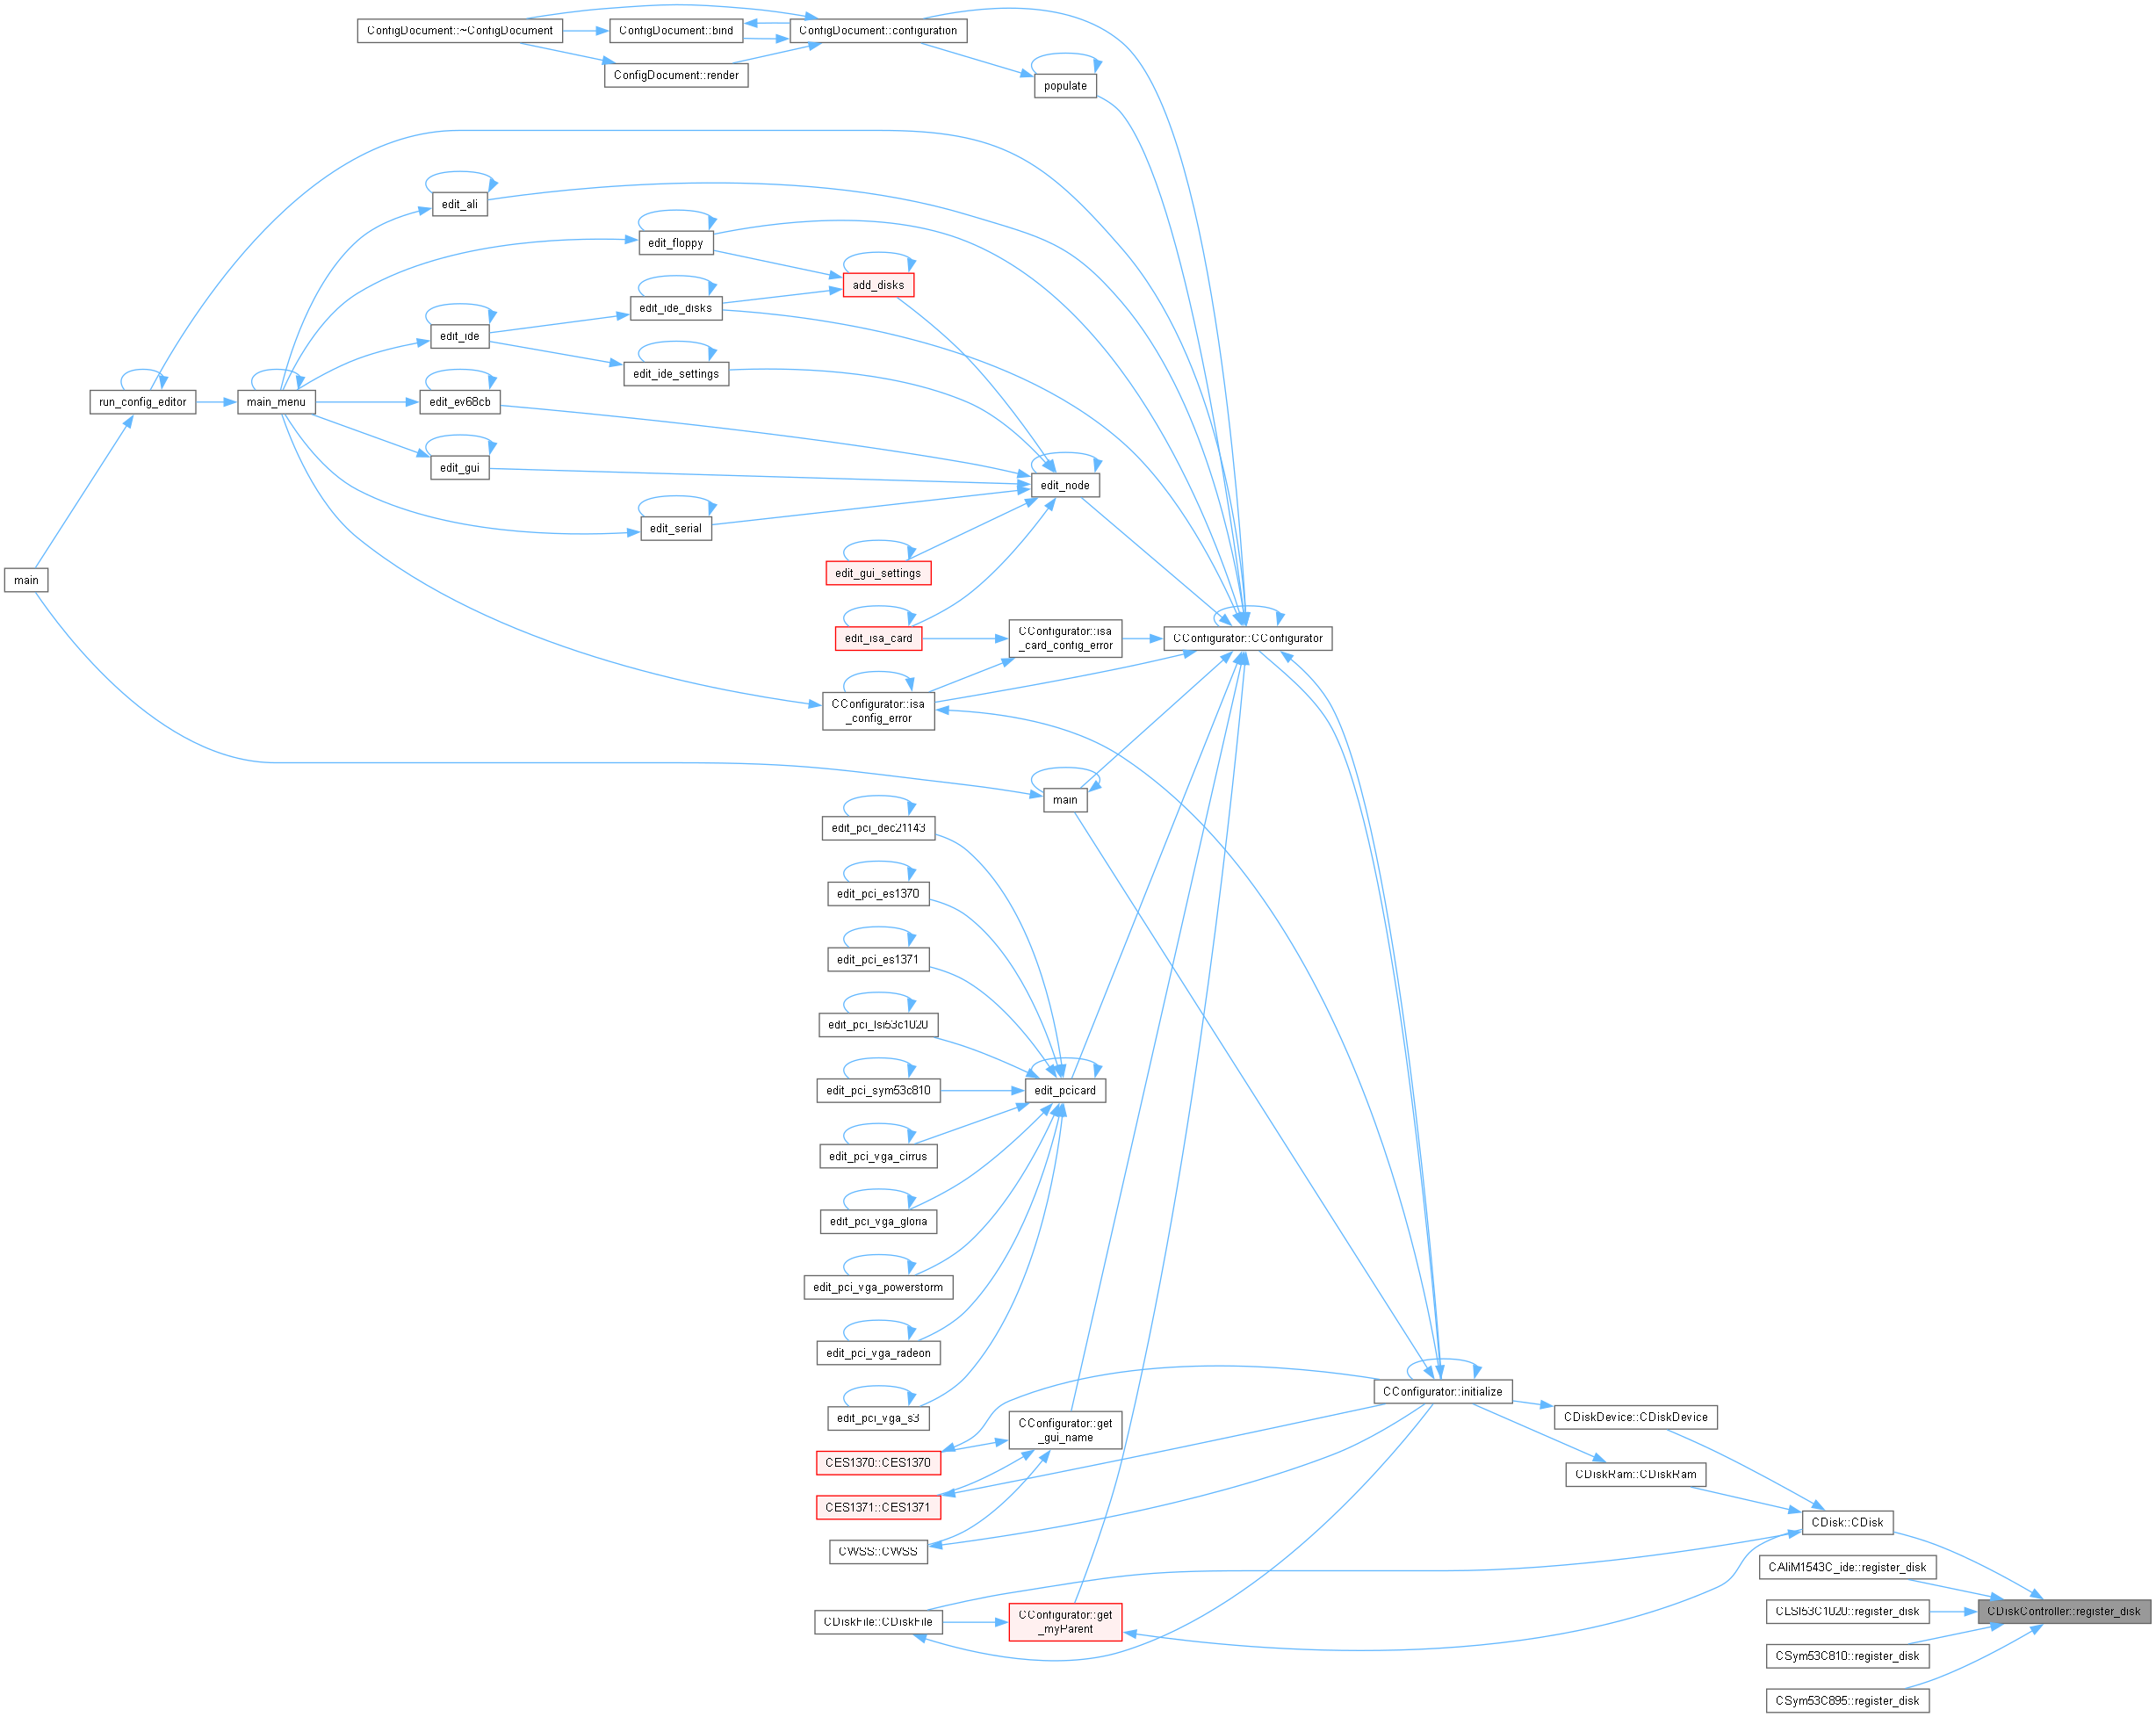 ConfigDocument::~ConfigDocument
ConfigDocument::bind
ConfigDocument::configuration
ConfigDocument::render
populate
edit_ali
edit_floppy
add_disks
edit_ide_disks
edit_ide
edit_ide_settings
run_config_editor
main_menu
edit_ev68cb
edit_gui
edit_node
edit_serial
main
edit_gui_settings
edit_isa_card
CConfigurator::isa
_card_config_error
CConfigurator::CConfigurator
CConfigurator::isa
_config_error
main
edit_pci_dec21143
edit_pci_es1370
edit_pci_es1371
edit_pci_lsi53c1020
edit_pci_sym53c810
edit_pcicard
edit_pci_vga_cirrus
edit_pci_vga_gloria
edit_pci_vga_powerstorm
edit_pci_vga_radeon
edit_pci_vga_s3
CConfigurator::initialize
CConfigurator::get
_gui_name
CDiskDevice::CDiskDevice
CES1370::CES1370
CDiskRam::CDiskRam
CES1371::CES1371
CDisk::CDisk
CWSS::CWSS
CAliM1543C_ide::register_disk
CDiskFile::CDiskFile
CConfigurator::get
_myParent
CLSI53C1020::register_disk
CDiskController::register_disk
CSym53C810::register_disk
CSym53C895::register_disk